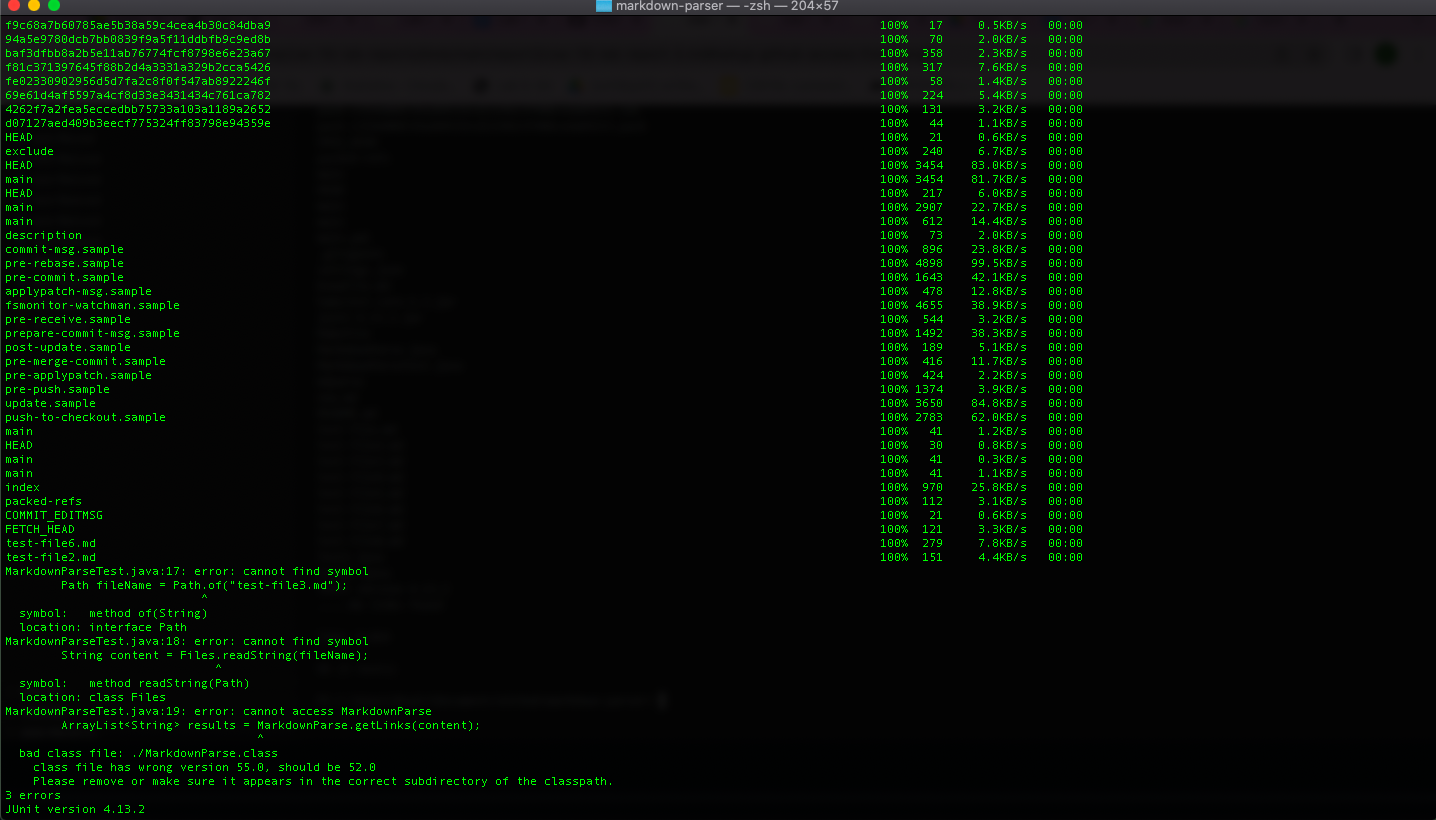 markdown-parser — -zsh — 204×57
f9c68a7b60785ae5b38a59c4cea4b30c84dba9 100% 17 0.5KB/s 00:00
94a5e9780dcb7bb0839f9a5f11ddbfb9c9ed8b 100% 70 2.0KB/s 00:00
baf3dfbb8a2b5e11ab76774fcf8798e6e23a67 100% 358 2.3KB/s 00:00
f81c371397645f88b2d4a3331a329b2cca5426 100% 317 7.6KB/s 00:00
fe02330902956d5d7fa2c8f0f547ab8922246f 100% 58 1.4KB/s 00:00
69e61d4af5597a4cf8d33e3431434c761ca782 100% 224 5.4KB/s 00:00
4262f7a2fea5eccedbb75733a103a1189a2652 100% 131 3.2KB/s 00:00
d07127aed409b3eecf775324ff83798e94359e 100% 44 1.1KB/s 00:00
HEAD 100% 21 0.6KB/s 00:00
exclude 100% 240 6.7KB/s 00:00
HEAD 100% 3454 83.0KB/s 00:00
main 100% 3454 81.7KB/s 00:00
HEAD 100% 217 6.0KB/s 00:00
main 100% 2907 22.7KB/s 00:00
main 100% 612 14.4KB/s 00:00
description 100% 73 2.0KB/s 00:00
commit-msg.sample 100% 896 23.8KB/s 00:00
pre-rebase.sample 100% 4898 99.5KB/s 00:00
pre-commit.sample 100% 1643 42.1KB/s 00:00
applypatch-msg.sample 100% 478 12.8KB/s 00:00
fsmonitor-watchman.sample 100% 4655 38.9KB/s 00:00
pre-receive.sample 100% 544 3.2KB/s 00:00
prepare-commit-msg.sample 100% 1492 38.3KB/s 00:00
post-update.sample 100% 189 5.1KB/s 00:00
pre-merge-commit.sample 100% 416 11.7KB/s 00:00
pre-applypatch.sample 100% 424 2.2KB/s 00:00
pre-push.sample 100% 1374 3.9KB/s 00:00
update.sample 100% 3650 84.8KB/s 00:00
push-to-checkout.sample 100% 2783 62.0KB/s 00:00
main 100% 41 1.2KB/s 00:00
HEAD 100% 30 0.8KB/s 00:00
main 100% 41 0.3KB/s 00:00
main 100% 41 1.1KB/s 00:00
index 100% 970 25.8KB/s 00:00
packed-refs 100% 112 3.1KB/s 00:00
COMMIT_EDITMSG 100% 21 0.6KB/s 00:00
FETCH_HEAD 100% 121 3.3KB/s 00:00
test-file6.md 100% 279 7.8KB/s 00:00
test-file2.md 100% 151 4.4KB/s 00:00
MarkdownParseTest.java:17: error: cannot find symbol
Path fileName = Path.of("test-file3.md");
^
symbol: method of(String)
location: interface Path
MarkdownParseTest.java:18: error: cannot find symbol
String content = Files.readString(fileName);
^
symbol: method readString(Path)
location: class Files
MarkdownParseTest.java:19: error: cannot access MarkdownParse
ArrayList<String> results = MarkdownParse.getLinks(content);
^
bad class file: ./MarkdownParse.class
class file has wrong version 55.0, should be 52.0
Please remove or make sure it appears in the correct subdirectory of the classpath.
3 errors
JUnit version 4.13.2